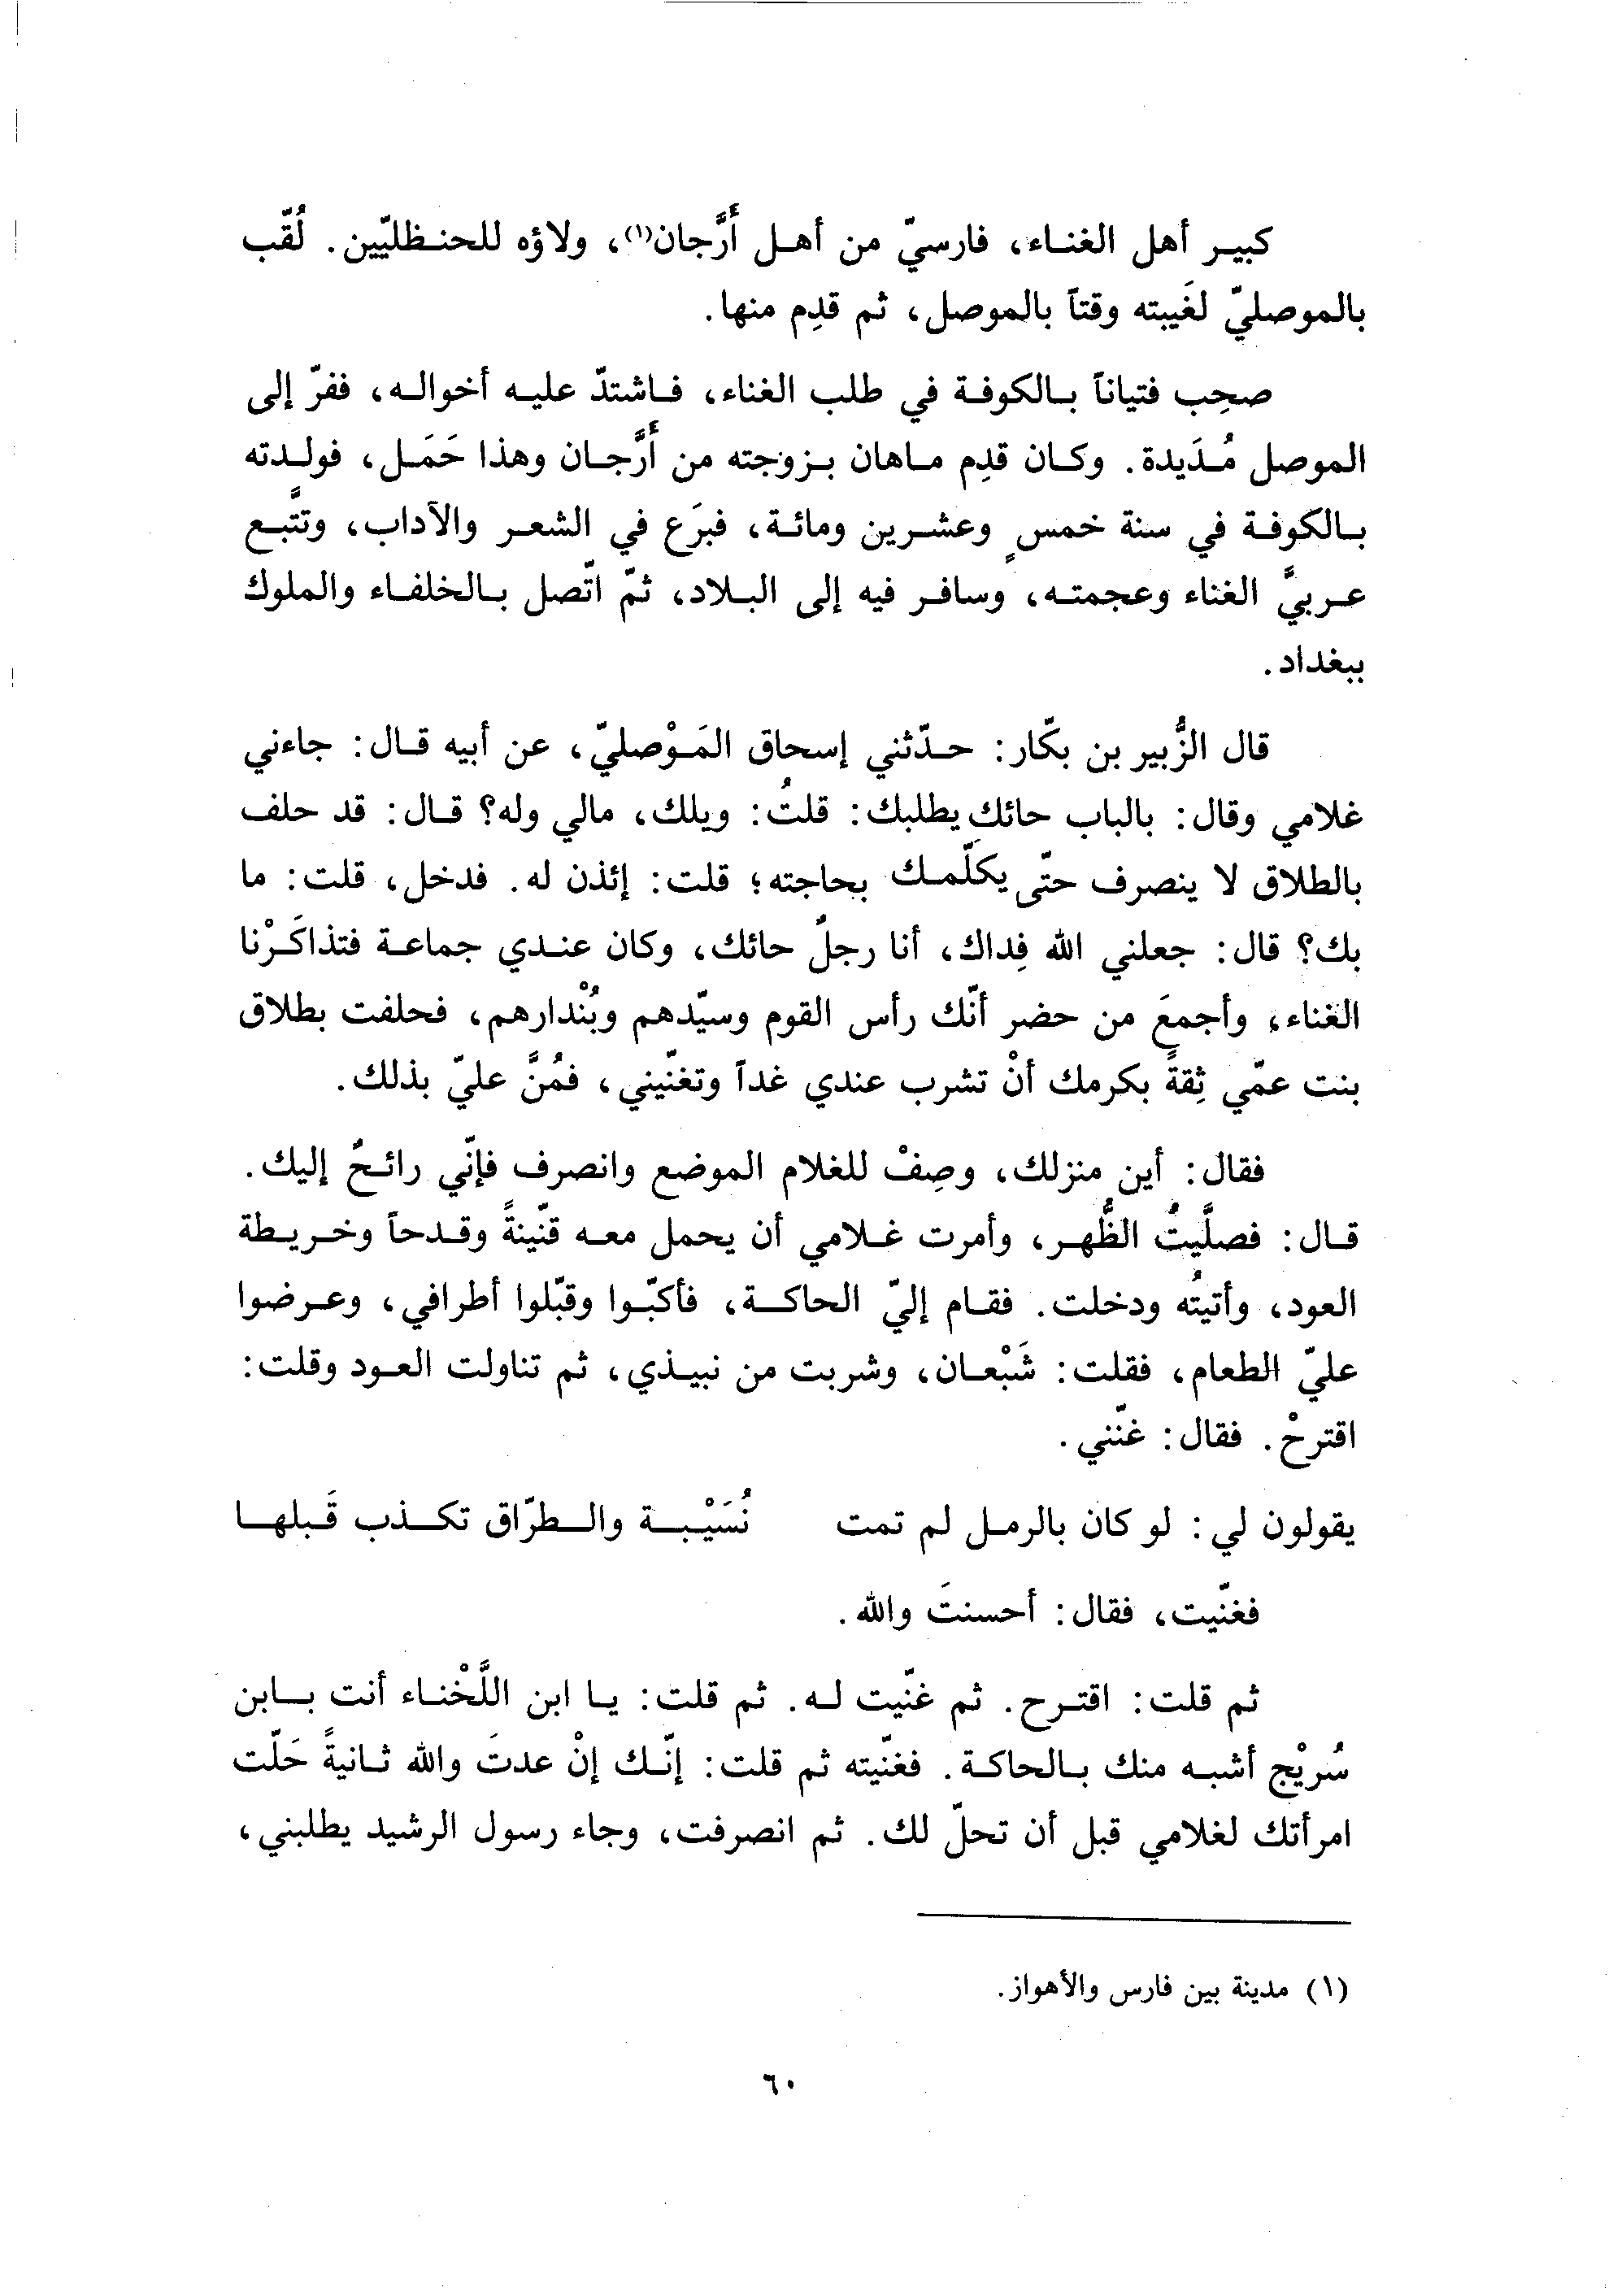 كبير أهل الغناء، فارسيّ من أهل أَرَّجان(١)، ولاؤه للحنظليّين. لُقّب
بالموصليّ لغَيبته وقتاً بالموصل، ثم قدِم منها.
صحِب فتياناً بالكوفة في طلب الغناء، فاشتدّ عليه أخواله، ففرّ إلى
الموصل مُدَيدة. وكان قدِم ماهان بزوجته من أَرَّجان وهذا حَمَل، فولدته
بالكوفة في سنة خمسٍ وعشرين ومائة، فبرَع في الشعر والآداب، وتتَّبع
عربيَّ الغناء وعجمته، وسافر فيه إلى البلاد، ثمّ اتّصل بالخلفاء والملوك
ببغداد.
قال الزُّبير بن بكّار: حدّثني إسحاق المَوْصليّ، عن أبيه قال: جاءني
غلامي وقال: بالباب حائك يطلبك: قلتُ: ويلك، مالي وله؟ قال: قد حلف
بالطلاق لا ينصرف حتّى يكلّمك بحاجته؛ قلت: إئذن له. فدخل، قلت: ما
بك؟ قال: جعلني الله فِداك، أنا رجلٌ حائك، وكان عندي جماعة فتذاكَرْنا
الغناء، وأجمعَ من حضر أنّك رأس القوم وسيّدهم وبُنْدارهم، فحلفت بطلاق
بنت عمّي ثِقةً بكرمك أنْ تشرب عندي غداً وتغنّيني، فمُنَّ عليّ بذلك.
فقال: أين منزلك، وصِفْ للغلام الموضع وانصرف فإنّي رائحٌ إليك.
قال: فصلَّيتُ الظُّهر، وأمرت غلامي أن يحمل معه قنّينةً وقدحاً وخريطة
العود، وأتيتُه ودخلت. فقام إليّ الحاكة، فأكبّوا وقبّلوا أطرافي، وعرضوا
عليّ الطعام، فقلت: شَبْعان، وشربت من نبيذي، ثم تناولت العود وقلت:
اقترحْ. فقال: غنّني.
يقولون لي: لو كان بالرمل لم تمت نُسَيْبة والطرّاق تكذب قَبلها
فغنّيت، فقال: أحسنتَ والله.
ثم قلت: اقترح. ثم غنّيت له. ثم قلت: يا ابن اللَّخْناء أنت بابن
سُرَيْج أشبه منك بالحاكة. فغنّيته ثم قلت: إنّك إنْ عدتَ والله ثانيةً حَلّت
امرأتك لغلامي قبل أن تحلّ لك. ثم انصرفت، وجاء رسول الرشيد يطلبني،
(١) مدينة بين فارس والأهواز.
٦٠